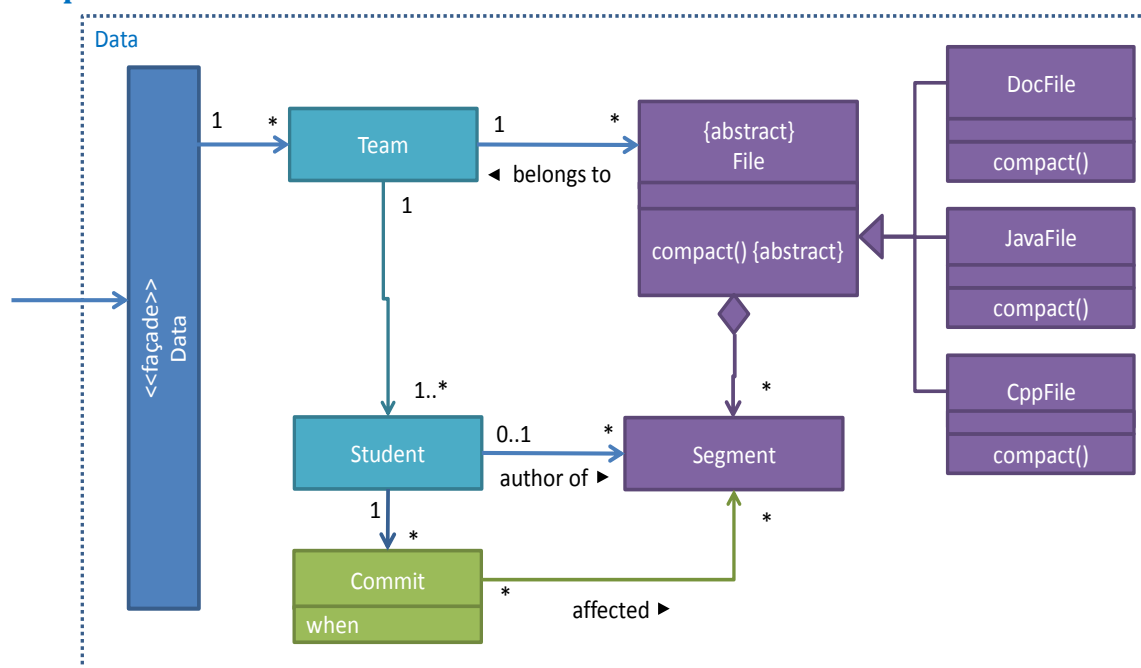 Data
<<façade>>
Data
1
*
Team
1
*
◄ belongs to
{abstract}
File
compact() {abstract}
DocFile
compact()
JavaFile
compact()
CppFile
compact()
1
1..*
*
Student
0..1
*
author of ►
Segment
1
*
*
Commit
when
*
affected ►